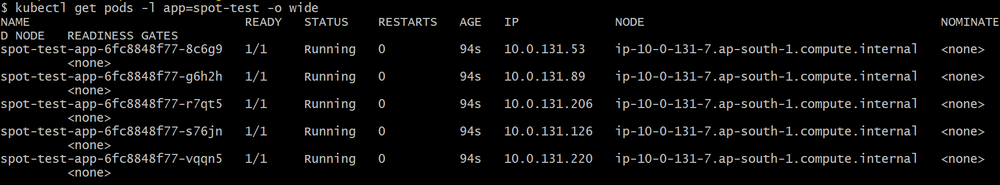 $ kubectl get pods -l app=spot-test -o wide
NAME                             READY   STATUS    RESTARTS   AGE   IP             NODE                                        NOMINATE
D NODE   READINESS GATES
spot-test-app-6fc8848f77-8c6g9   1/1     Running   0          94s   10.0.131.53    ip-10-0-131-7.ap-south-1.compute.internal   <none>
         <none>
spot-test-app-6fc8848f77-g6h2h   1/1     Running   0          94s   10.0.131.89    ip-10-0-131-7.ap-south-1.compute.internal   <none>
         <none>
spot-test-app-6fc8848f77-r7qt5   1/1     Running   0          94s   10.0.131.206   ip-10-0-131-7.ap-south-1.compute.internal   <none>
         <none>
spot-test-app-6fc8848f77-s76jn   1/1     Running   0          94s   10.0.131.126   ip-10-0-131-7.ap-south-1.compute.internal   <none>
         <none>
spot-test-app-6fc8848f77-vqqn5   1/1     Running   0          94s   10.0.131.220   ip-10-0-131-7.ap-south-1.compute.internal   <none>
         <none>